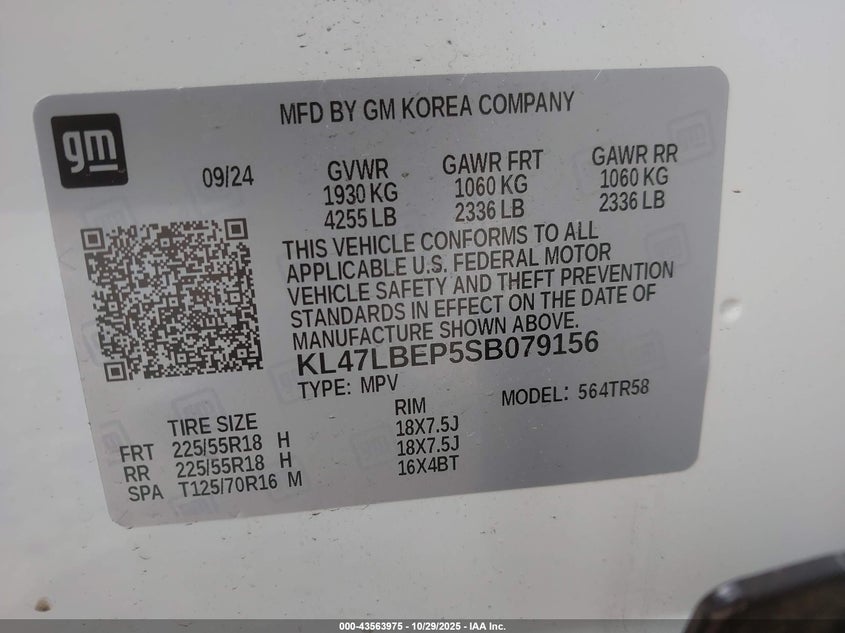 gm
MFD BY GM KOREA COMPANY
09/24
GVWR GAWR FRT GAWR RR
1930 KG 1060 KG 1060 KG
4255 LB 2336 LB 2336 LB
THIS VEHICLE CONFORMS TO ALL
APPLICABLE U.S. FEDERAL MOTOR
VEHICLE SAFETY AND THEFT PREVENTION
STANDARDS IN EFFECT ON THE DATE OF
MANUFACTURE SHOWN ABOVE.
KL47LBEP5SB079156
TYPE: MPV MODEL: 564TR58
TIRE SIZE RIM
FRT 225/55R18 H 18X7.5J
RR 225/55R18 H 18X7.5J
SPA T125/70R16 M 16X4BT
000-43563975 - 10/29/2025 - IAA Inc.